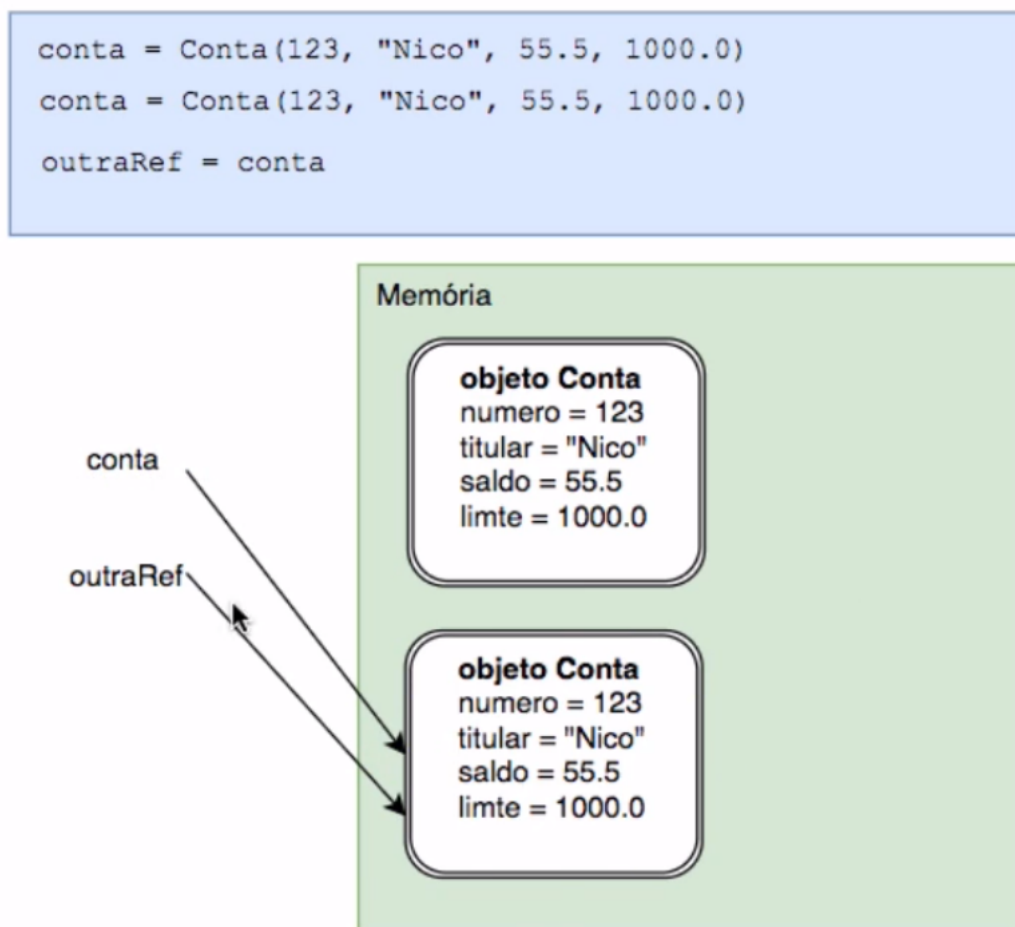 conta = Conta(123, "Nico", 55.5, 1000.0)
conta = Conta(123, "Nico", 55.5, 1000.0)
outraRef = conta
Memória
objeto Conta
numero = 123
titular = "Nico"
saldo = 55.5
limte = 1000.0
conta
outraRef
objeto Conta
numero = 123
titular = "Nico"
saldo = 55.5
limte = 1000.0